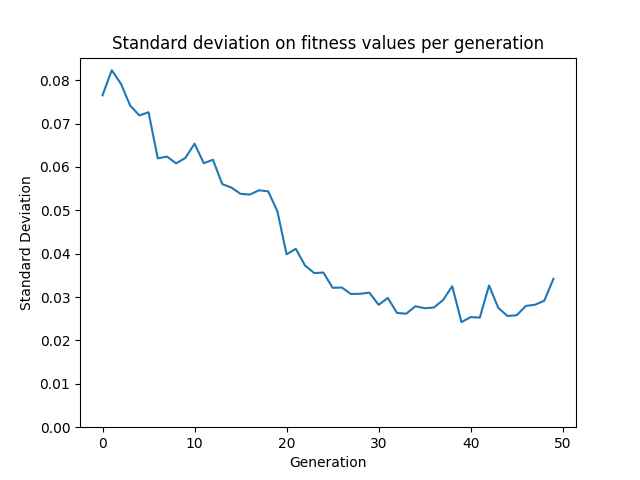 Standard deviation on fitness values per generation
Standard Deviation
0.08
0.07
0.06
0.05
0.04
0.03
0.02
0.01
0.00
0 10 20 30 40 50
Generation